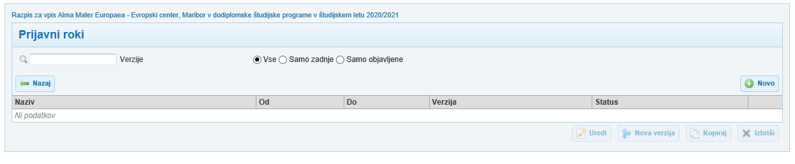 Razpis za vpis Alma Mater Europaea - Evropski center, Maribor v dodiplomske študijske programe v študijskem letu 2020/2021
Prijavni roki
Verzije Vse Samo zadnje Samo objavljene
Nazaj Novo
Naziv Od Do Verzija Status
Ni podatkov
Uredi Nova verzija Kopiraj Izbriši